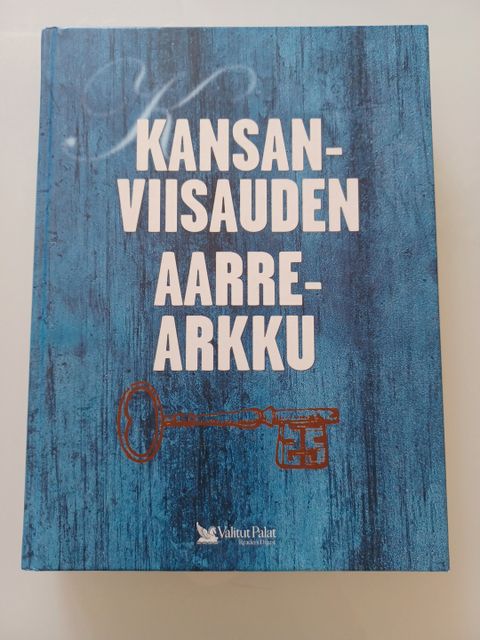 K
KANSAN-
VIISAUDEN
AARRE-
ARKKU
Valitut Palat
Reader's Digest